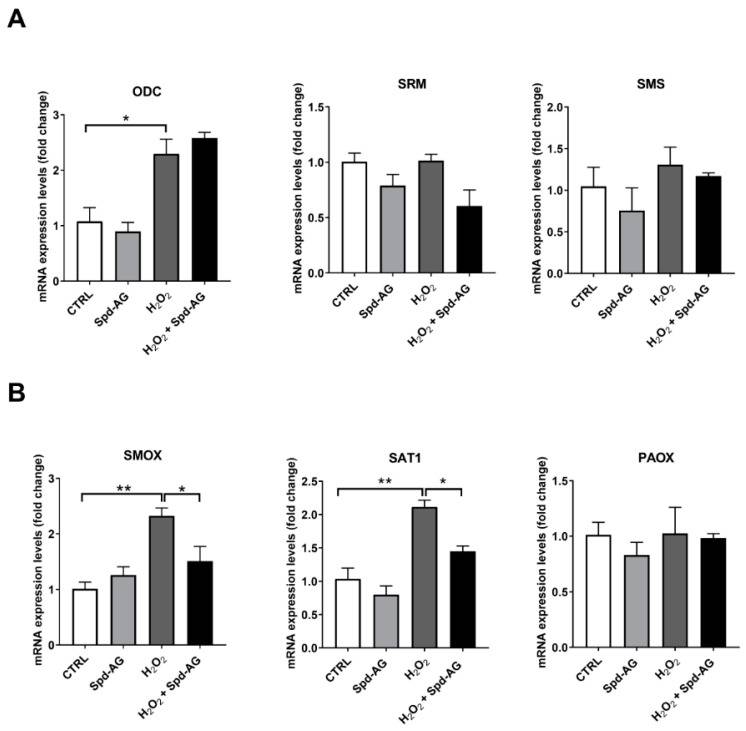 A
ODC
mRNA expression levels (fold change)
3
2
1
0
*
CTRL
Spd-AG
H₂O₂
H₂O₂ + Spd-AG
SRM
mRNA expression levels (fold change)
1.5
1.0
0.5
0.0
CTRL
Spd-AG
H₂O₂
H₂O₂ + Spd-AG
SMS
mRNA expression levels (fold change)
2.0
1.5
1.0
0.5
0.0
CTRL
Spd-AG
H₂O₂
H₂O₂ + Spd-AG
B
SMOX
mRNA expression levels (fold change)
3
2
1
0
**
*
CTRL
Spd-AG
H₂O₂
H₂O₂ + Spd-AG
SAT1
mRNA expression levels (fold change)
2.5
2.0
1.5
1.0
0.5
0.0
**
*
CTRL
Spd-AG
H₂O₂
H₂O₂ + Spd-AG
PAOX
mRNA expression levels (fold change)
1.5
1.0
0.5
0.0
CTRL
Spd-AG
H₂O₂
H₂O₂ + Spd-AG